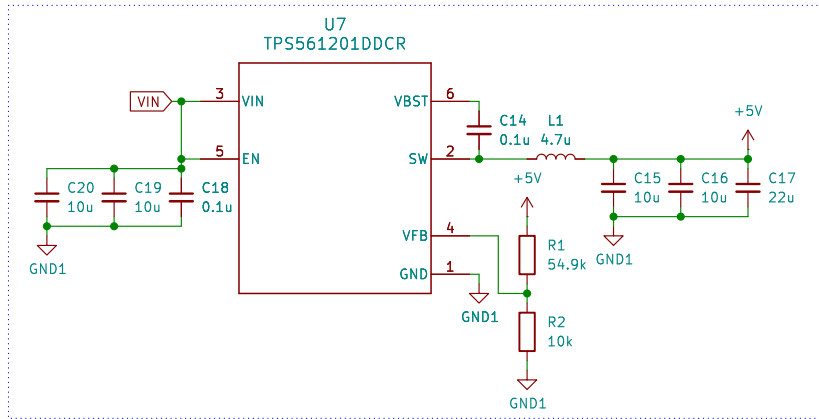 U7
TPS561201DDCR
VIN
3
VIN
VBST
6
C14
0.1u
L1
4.7u
+5V
5
EN
SW
2
+5V
C20
10u
C19
10u
C18
0.1u
C15
10u
C16
10u
C17
22u
VFB
4
R1
54.9k
GND
1
GND1
GND1
GND1
R2
10k
GND1